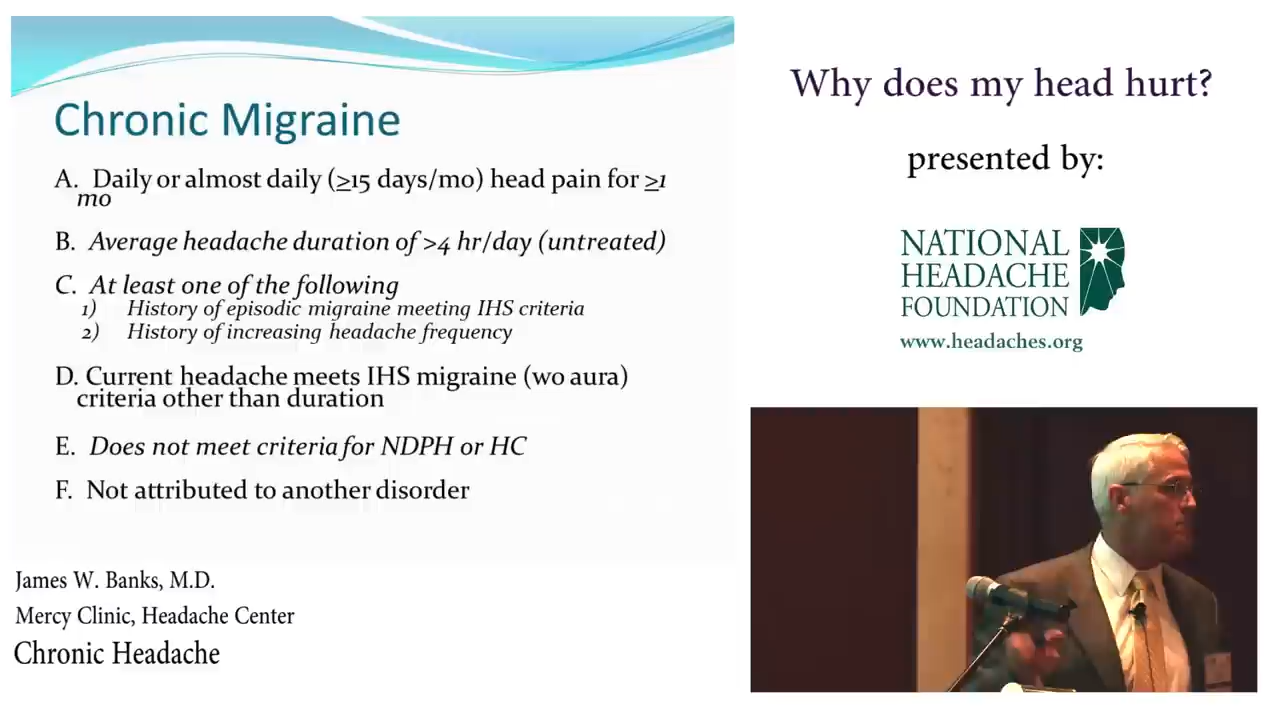 Chronic Migraine
A. Daily or almost daily (≥15 days/mo) head pain for ≥1
mo
B. Average headache duration of >4 hr/day (untreated)
C. At least one of the following
1) History of episodic migraine meeting IHS criteria
2) History of increasing headache frequency
D. Current headache meets IHS migraine (wo aura)
criteria other than duration
E. Does not meet criteria for NDPH or HC
F. Not attributed to another disorder
James W. Banks, M.D.
Mercy Clinic, Headache Center
Chronic Headache
Why does my head hurt?
presented by:
NATIONAL
HEADACHE
FOUNDATION
www.headaches.org